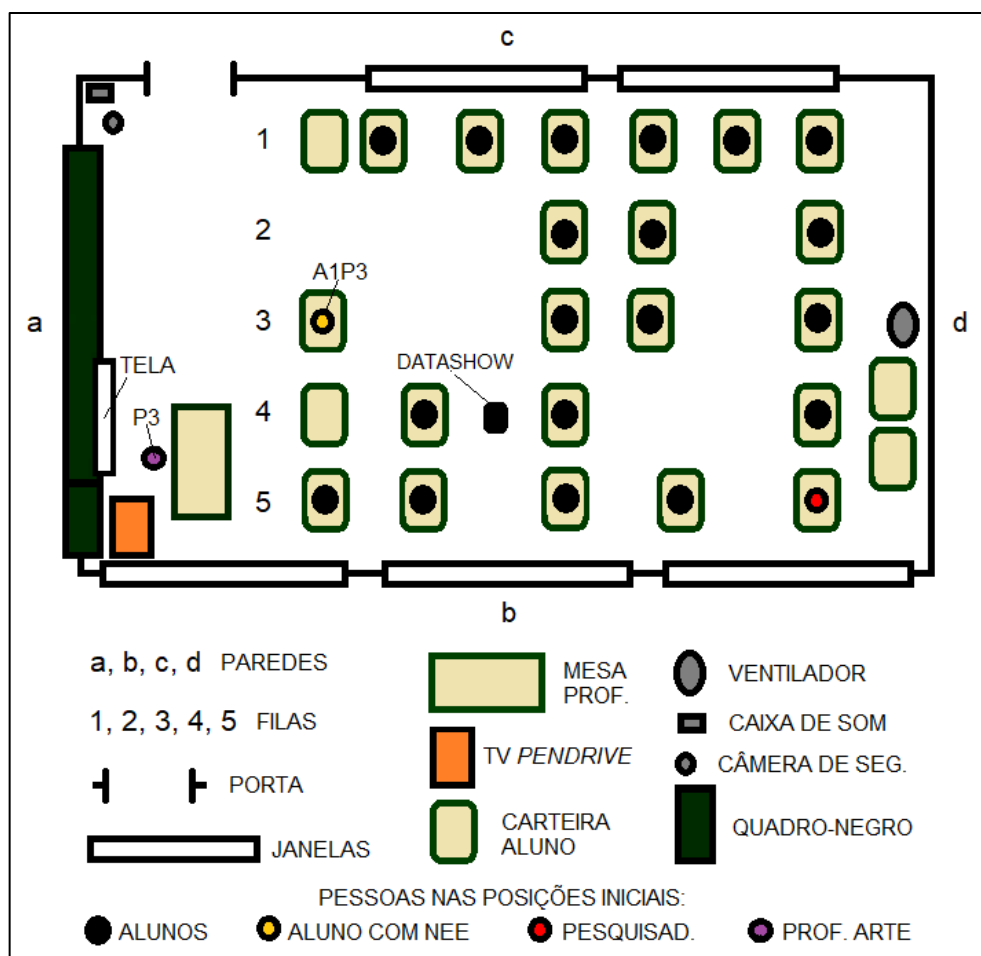 c
1
2
A1P3
a
3
d
TELA
DATASHOW
P3
4
5
b
a, b, c, d PAREDES
1, 2, 3, 4, 5 FILAS
PORTA
JANELAS
MESA
PROF.
TV PENDRIVE
CARTEIRA
ALUNO
VENTILADOR
CAIXA DE SOM
CÂMERA DE SEG.
QUADRO-NEGRO
PESSOAS NAS POSIÇÕES INICIAIS:
ALUNOS
ALUNO COM NEE
PESQUISAD.
PROF. ARTE